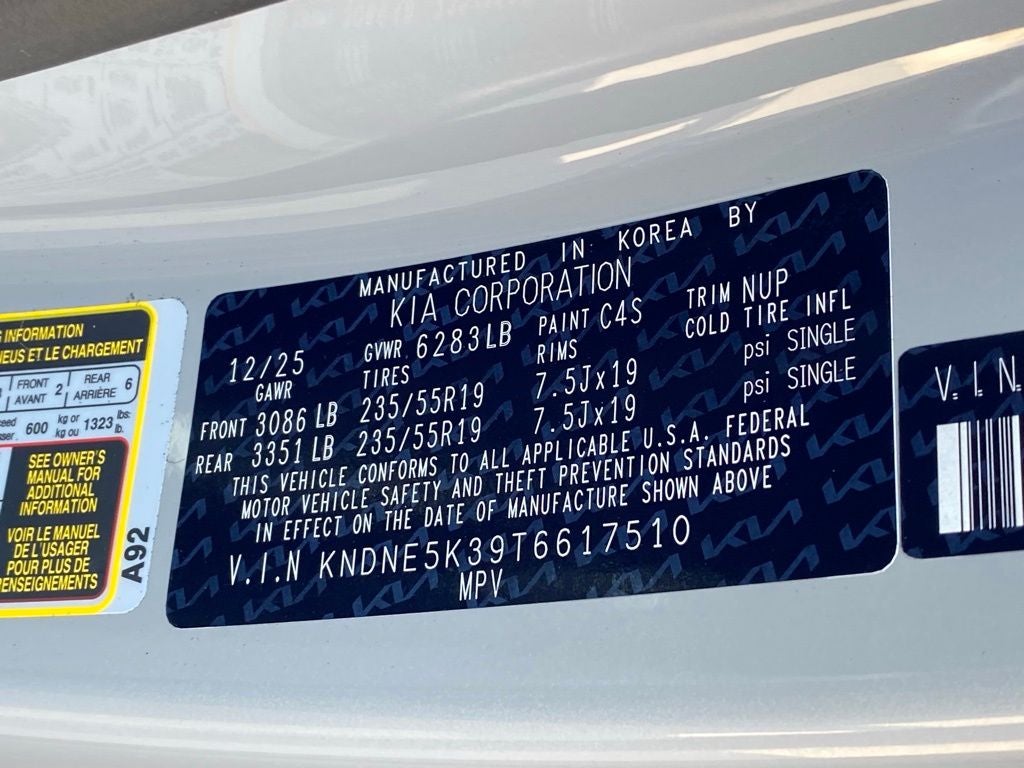 MANUFACTURED IN KOREA BY
KIA CORPORATION
12/25 GVWR 6283LB PAINT C4S TRIM NUP
GAWR TIRES RIMS COLD TIRE INFL
FRONT 3086 LB 235/55R19 7.5Jx19 psi SINGLE
REAR 3351 LB 235/55R19 7.5Jx19 psi SINGLE
THIS VEHICLE CONFORMS TO ALL APPLICABLE U.S.A. FEDERAL
MOTOR VEHICLE SAFETY AND THEFT PREVENTION STANDARDS
IN EFFECT ON THE DATE OF MANUFACTURE SHOWN ABOVE
V.I.N KNDNE5K39T6617510
MPV
INFORMATION
ET LE CHARGEMENT
FRONT 2 REAR 6
AVANT ARRIÈRE
600 kg or 1323 lbs.
kg ou lb.
SEE OWNER'S
MANUAL FOR
ADDITIONAL
INFORMATION
VOIR LE MANUEL
DE L'USAGER
POUR PLUS DE
RENSEIGNEMENTS
A92
V.I.N